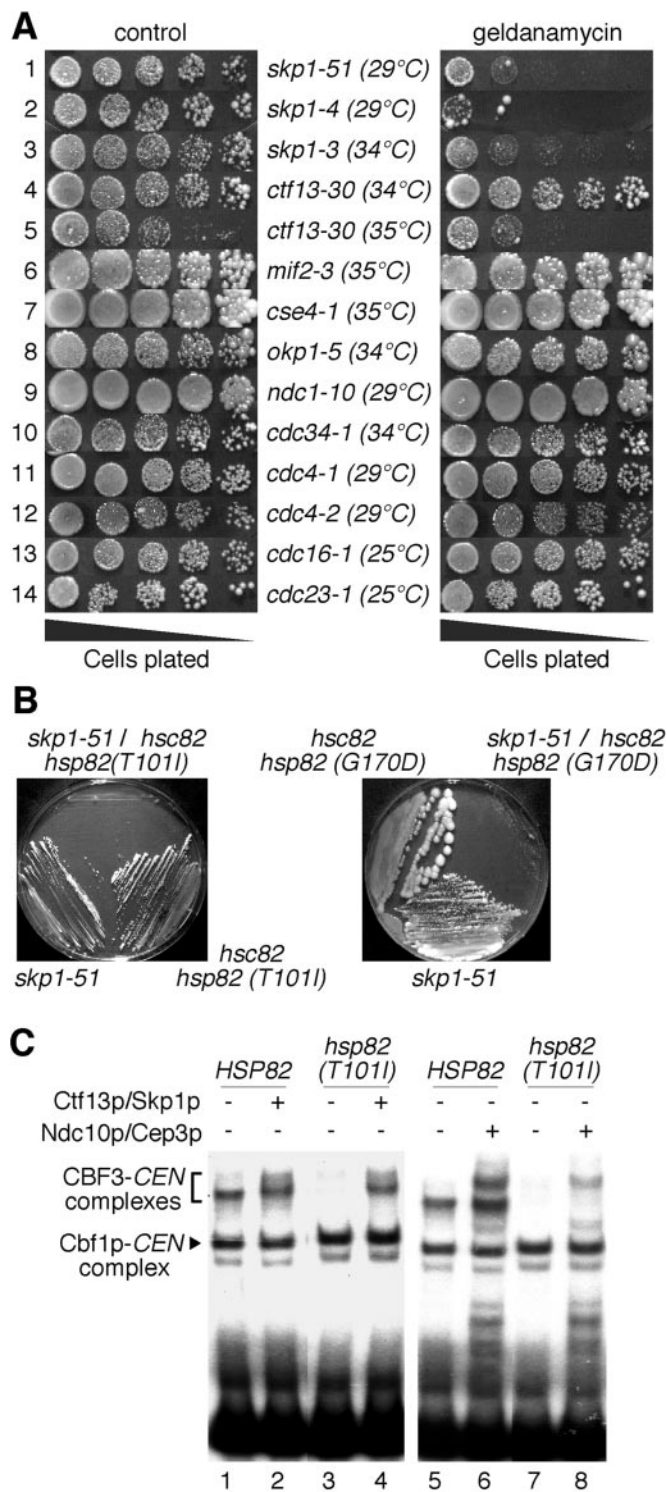 A
control
geldanamycin
1 skp1-51 (29°C)
2 skp1-4 (29°C)
3 skp1-3 (34°C)
4 ctf13-30 (34°C)
5 ctf13-30 (35°C)
6 mif2-3 (35°C)
7 cse4-1 (35°C)
8 okp1-5 (34°C)
9 ndc1-10 (29°C)
10 cdc34-1 (34°C)
11 cdc4-1 (29°C)
12 cdc4-2 (29°C)
13 cdc16-1 (25°C)
14 cdc23-1 (25°C)
Cells plated
Cells plated
B
skp1-51 / hsc82
hsp82(T101I)
hsc82
hsp82 (G170D)
skp1-51 / hsc82
hsp82 (G170D)
skp1-51
hsc82
hsp82 (T101I)
skp1-51
C
HSP82 hsp82 (T101I) HSP82 hsp82 (T101I)
Ctf13p/Skp1p - + - + - - - -
Ndc10p/Cep3p - - - - - + - +
CBF3-CEN
complexes
Cbf1p-CEN
complex
1 2 3 4 5 6 7 8